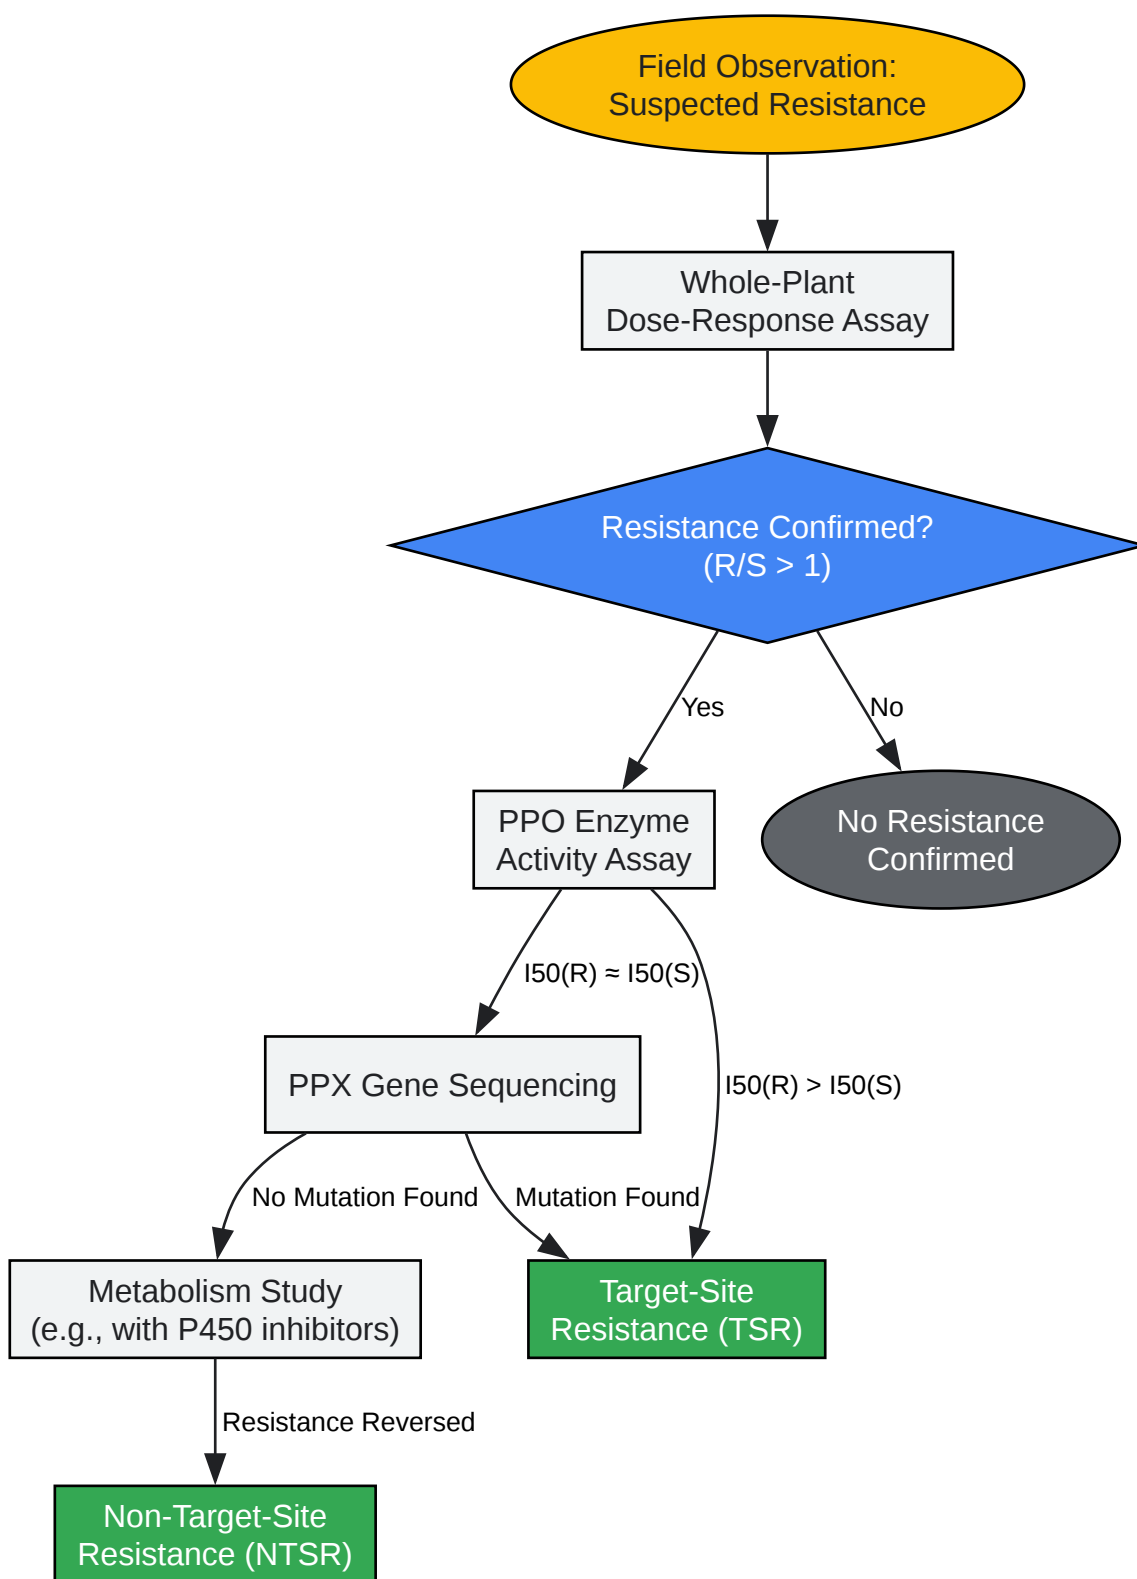 Field Observation:
Suspected Resistance
Whole-Plant
Dose-Response Assay
Resistance Confirmed?
(R/S > 1)
Yes
No
PPO Enzyme
Activity Assay
No Resistance
Confirmed
I50(R) ≈ I50(S)
PPX Gene Sequencing
I50(R) > I50(S)
No Mutation Found
Mutation Found
Metabolism Study
(e.g., with P450 inhibitors)
Target-Site
Resistance (TSR)
Resistance Reversed
Non-Target-Site
Resistance (NTSR)